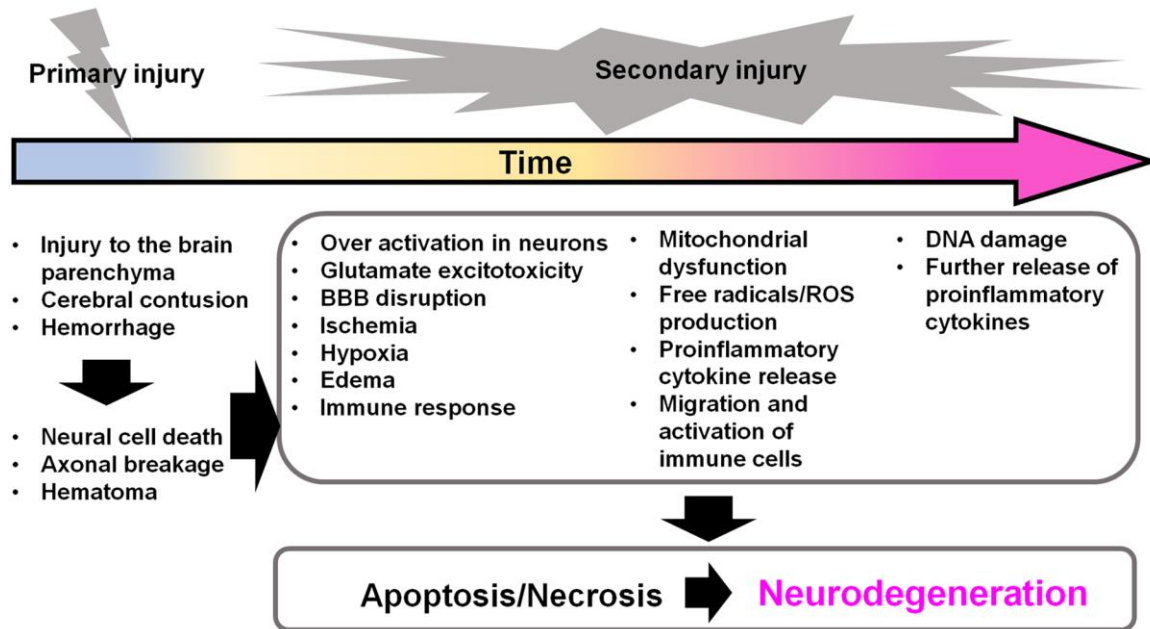 Primary injury
Secondary injury
Time
• Injury to the brain
parenchyma
• Cerebral contusion
• Hemorrhage
• Neural cell death
• Axonal breakage
• Hematoma
• Over activation in neurons
• Glutamate excitotoxicity
• BBB disruption
• Ischemia
• Hypoxia
• Edema
• Immune response
• Mitochondrial
dysfunction
• Free radicals/ROS
production
• Proinflammatory
cytokine release
• Migration and
activation of
immune cells
• DNA damage
• Further release of
proinflammatory
cytokines
Apoptosis/Necrosis
Neurodegeneration